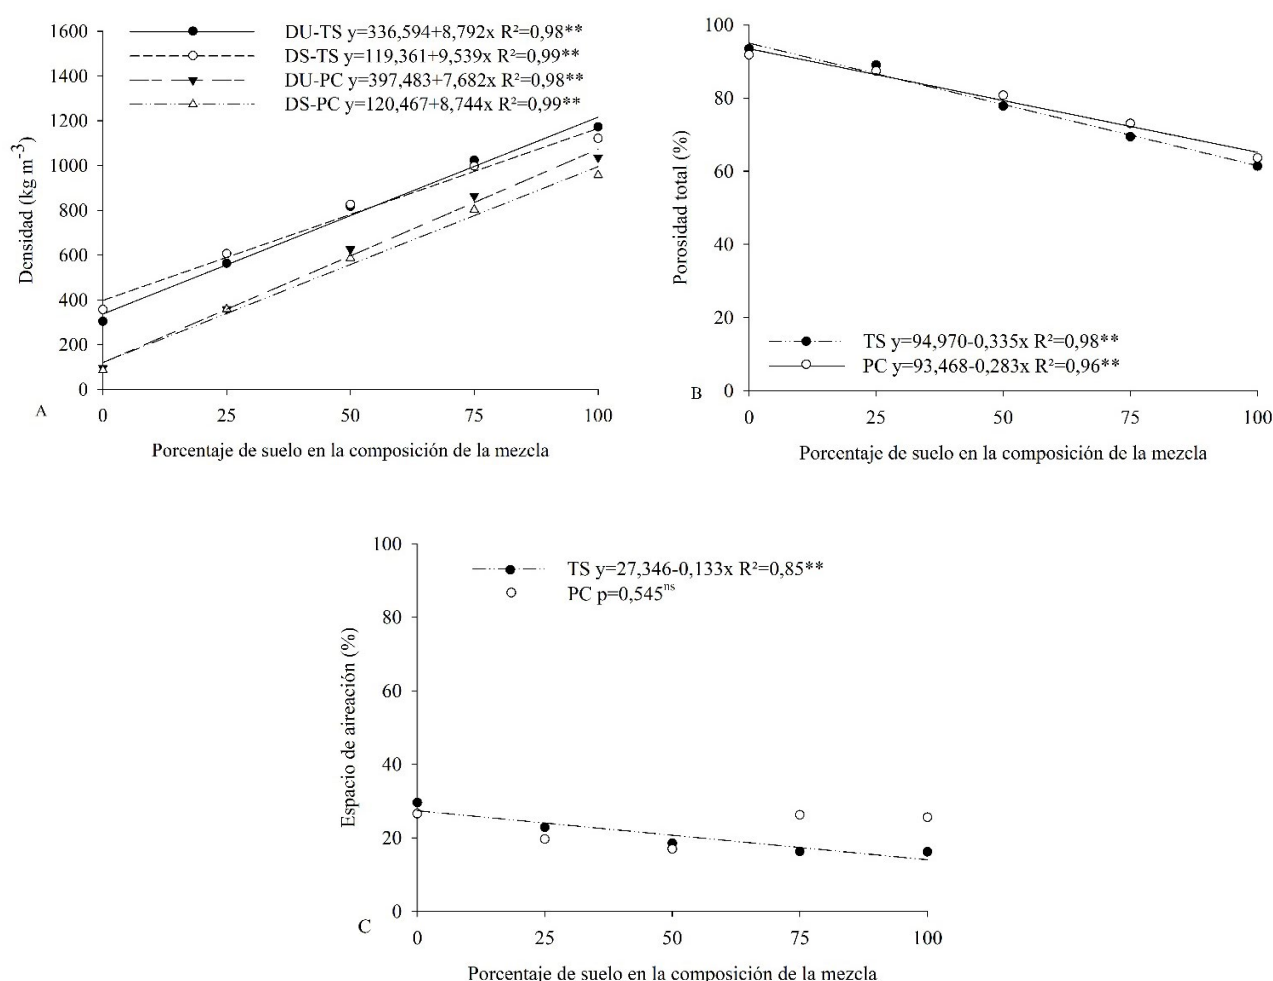 1600
1400
1200
1000
800
600
400
200
0
Densidad (kg m-3)
DU-TS y=336,594+8,792x R²=0,98**
DS-TS y=119,361+9,539x R²=0,99**
DU-PC y=397,483+7,682x R²=0,98**
DS-PC y=120,467+8,744x R²=0,99**
A
0 25 50 75 100
Porcentaje de suelo en la composición de la mezcla
100
80
60
40
20
0
Porosidad total (%)
TS y=94,970-0,335x R²=0,98**
PC y=93,468-0,283x R²=0,96**
B
0 25 50 75 100
Porcentaje de suelo en la composición de la mezcla
100
80
60
40
20
0
Espacio de aireación (%)
TS y=27,346-0,133x R²=0,85**
PC p=0,545ns
C
0 25 50 75 100
Porcentaje de suelo en la composición de la mezcla